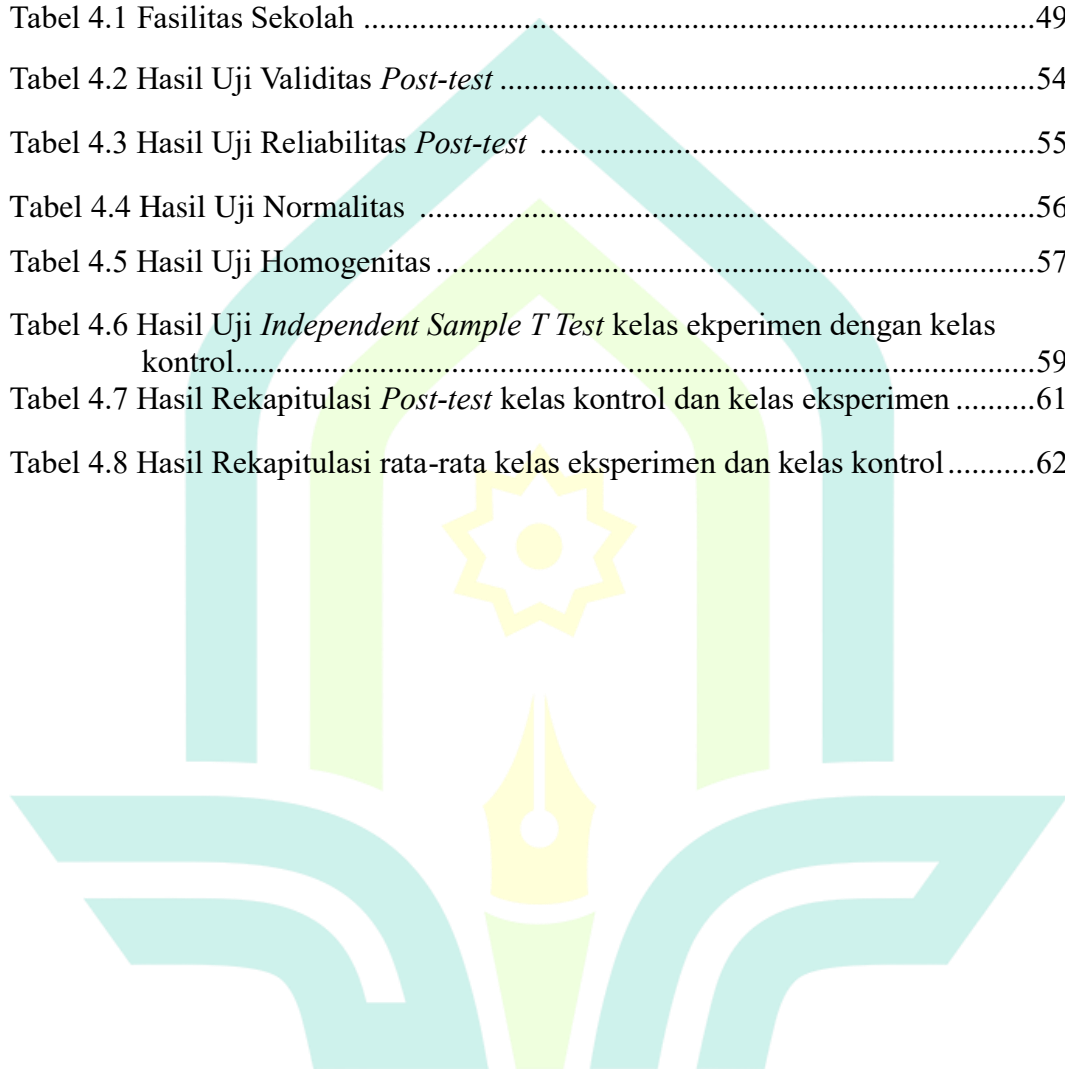 Tabel 4.1 Fasilitas Sekolah ....................................................................................49
Tabel 4.2 Hasil Uji Validitas Post-test ...................................................................54
Tabel 4.3 Hasil Uji Reliabilitas Post-test ..............................................................55
Tabel 4.4 Hasil Uji Normalitas .............................................................................56
Tabel 4.5 Hasil Uji Homogenitas...........................................................................57
Tabel 4.6 Hasil Uji Independent Sample T Test kelas ekperimen dengan kelas
kontrol....................................................................................................59
Tabel 4.7 Hasil Rekapitulasi Post-test kelas kontrol dan kelas eksperimen..........61
Tabel 4.8 Hasil Rekapitulasi rata-rata kelas eksperimen dan kelas kontrol...........62